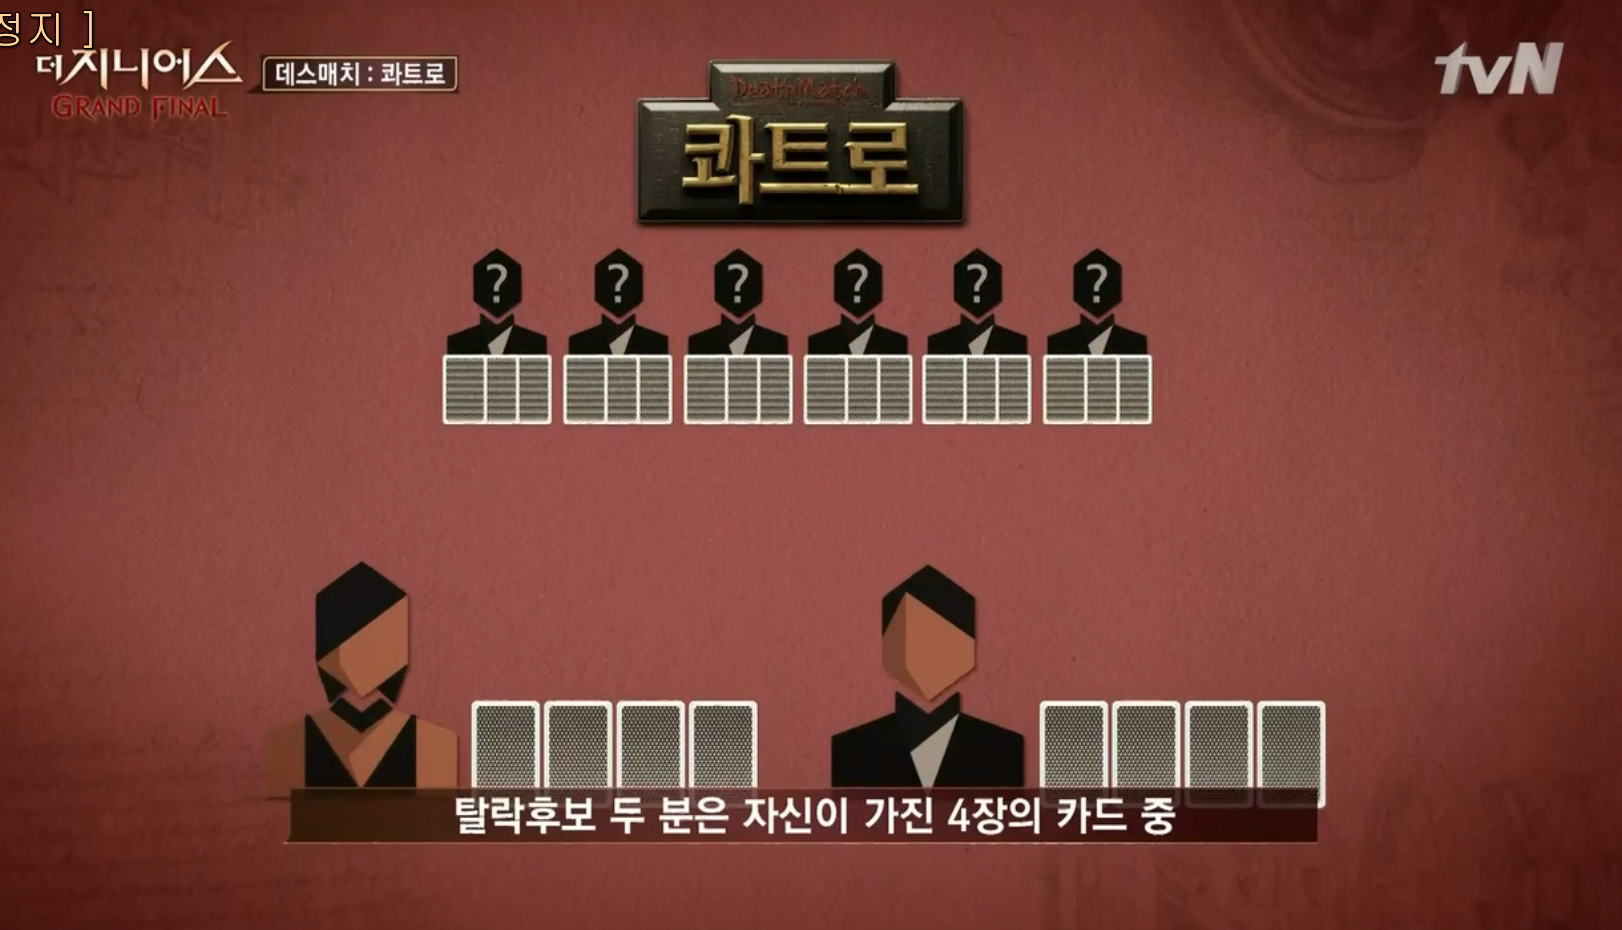 정지 ]
더 지니어스
GRAND FINAL
데스매치 : 콰트로
tvN
DeathMatch
콰트로
? ? ? ? ? ?
탈락후보 두 분은 자신이 가진 4장의 카드 중